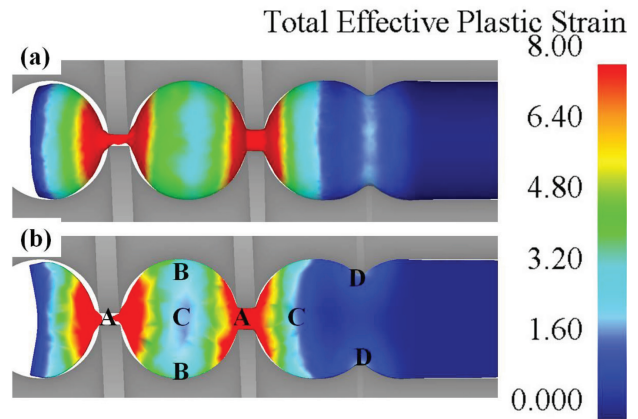 Total Effective Plastic Strain
8.00
(a)
6.40
4.80
3.20
(b)
B
D
A C A C
1.60
D
B
0.000